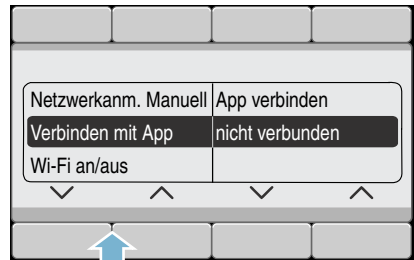 Netzwerkanm. Manuell App verbinden
Verbinden mit App nicht verbunden
Wi-Fi an/aus